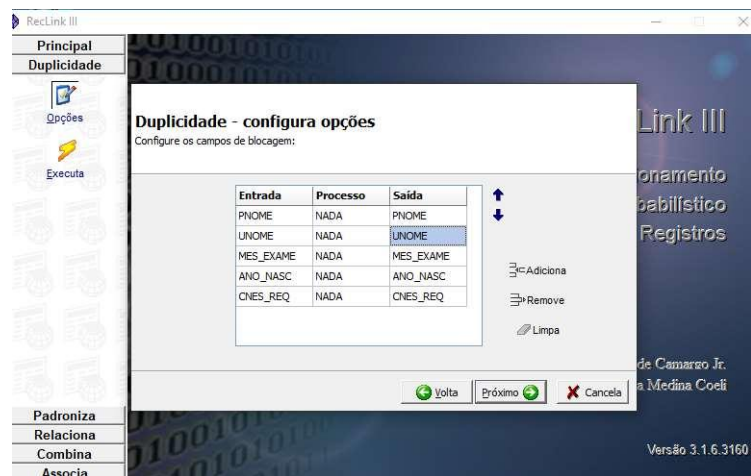 RecLink III
Principal
Duplicidade
Opções
Executa
Padroniza
Relaciona
Combina
Associa
Duplicidade - configura opções
Configure os campos de blocagem:
Entrada Processo Saída
PNOME NADA PNOME
UNOME NADA UNOME
MES_EXAME NADA MES_EXAME
ANO_NASC NADA ANO_NASC
CNES_REQ NADA CNES_REQ
Adiciona
Remove
Limpa
Volta Próximo Cancela
Link III
onamento
babilístico
Registros
de Camargo Jr.
a Medina Coeli
Versão 3.1.6.3160